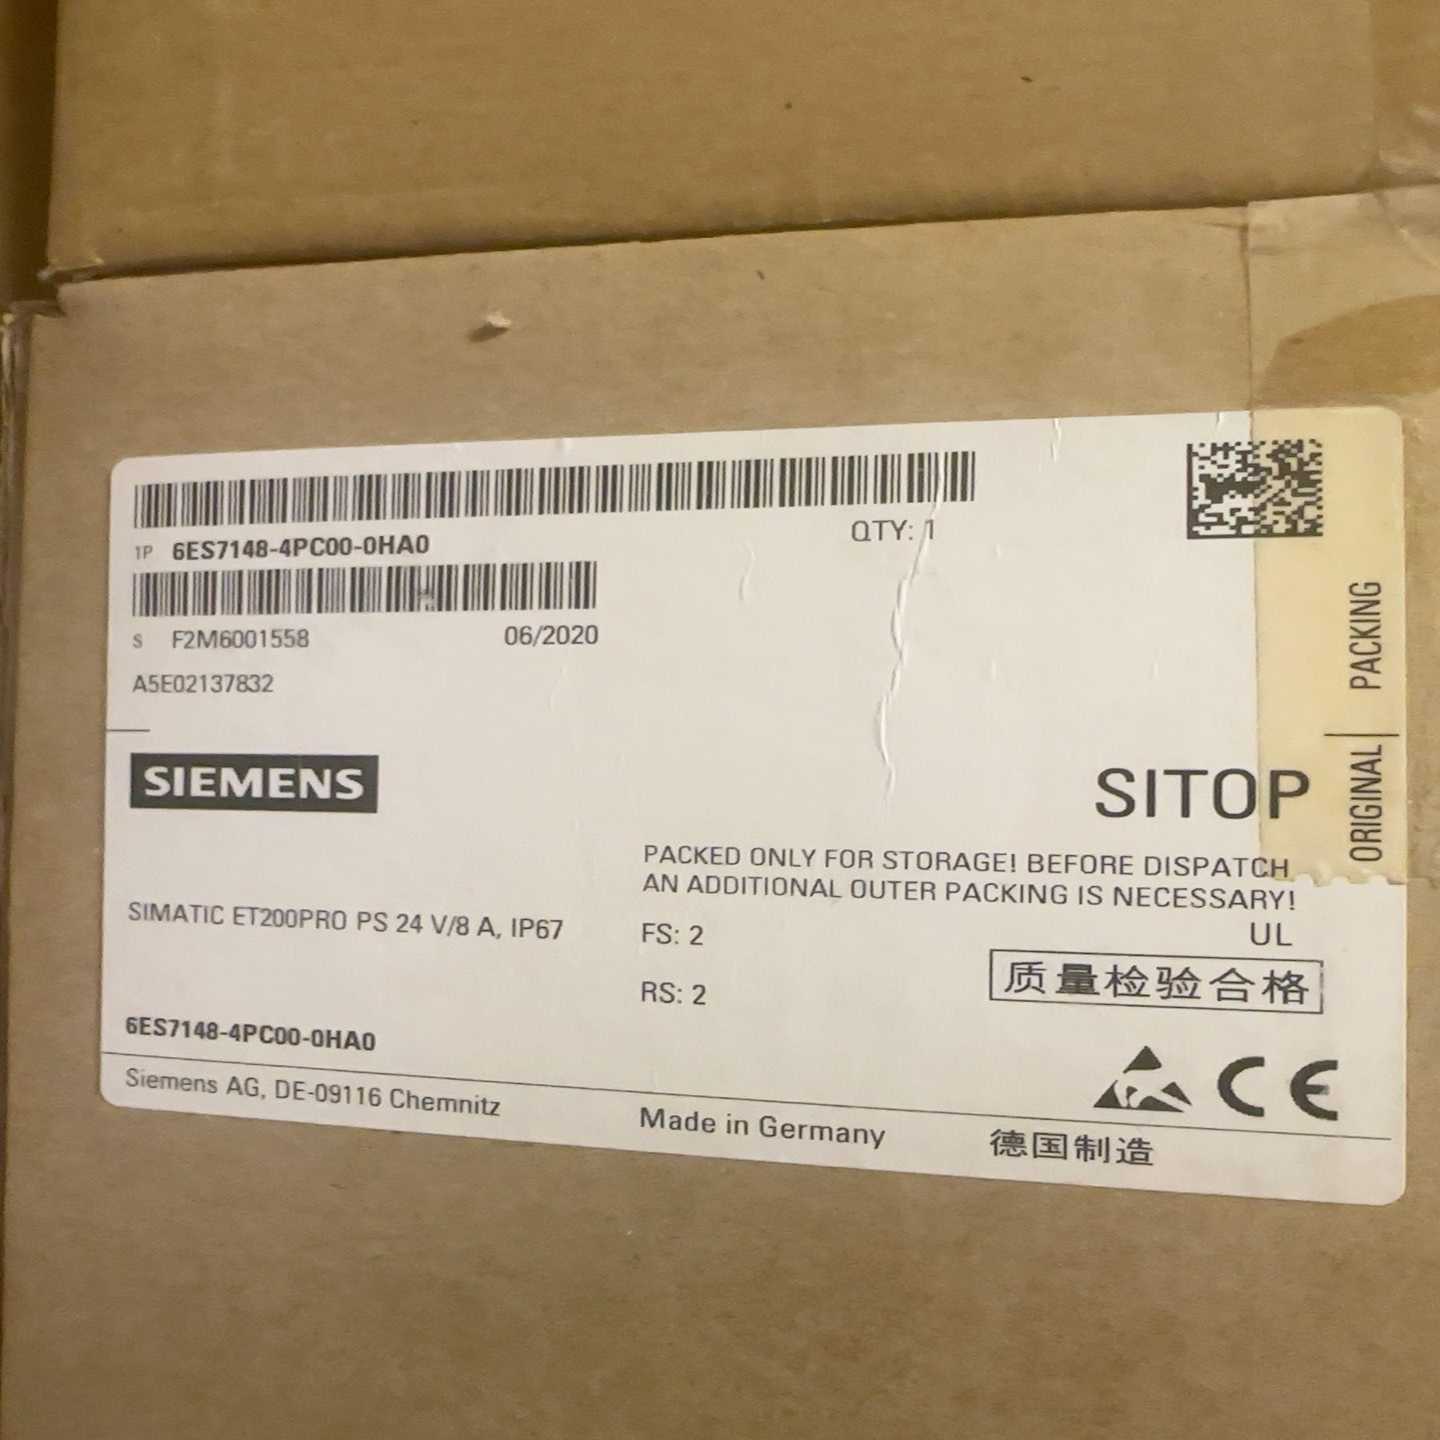 1P 6ES7148-4PC00-0HA0
QTY: 1
S F2M6001558 06/2020
A5E02137832
ORIGINAL PACKING
SIEMENS
SITOP
PACKED ONLY FOR STORAGE! BEFORE DISPATCH
AN ADDITIONAL OUTER PACKING IS NECESSARY!
SIMATIC ET200PRO PS 24 V/8 A, IP67
FS: 2
UL
RS: 2
质量检验合格
6ES7148-4PC00-0HA0
CE
Siemens AG, DE-09116 Chemnitz
Made in Germany
德国制造